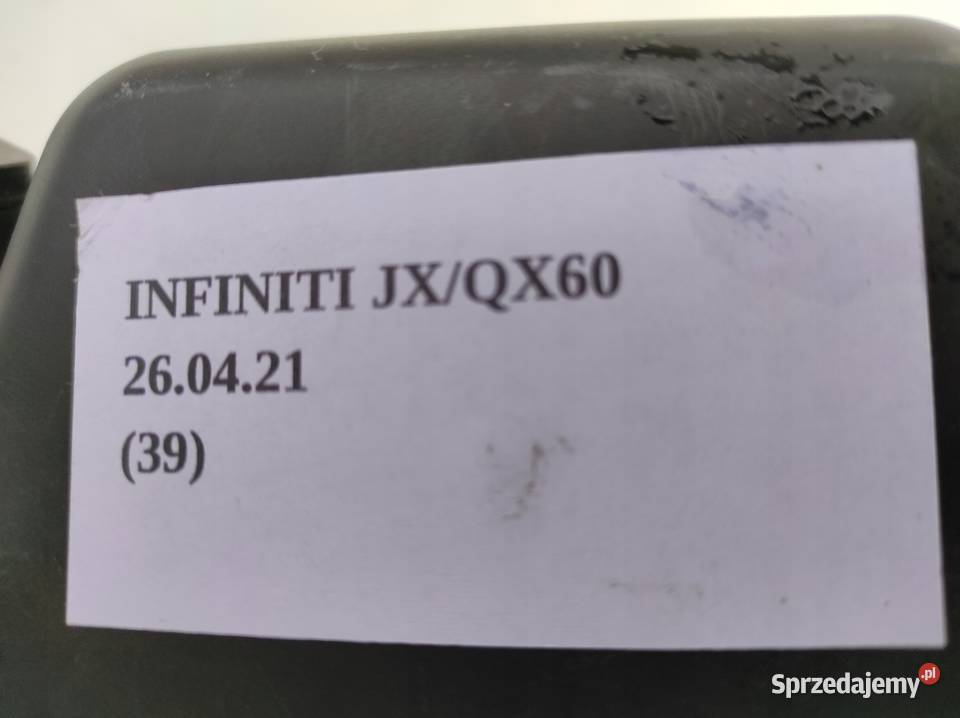 INFINITI JX/QX60
26.04.21
(39)
Sprzedajemy.pl